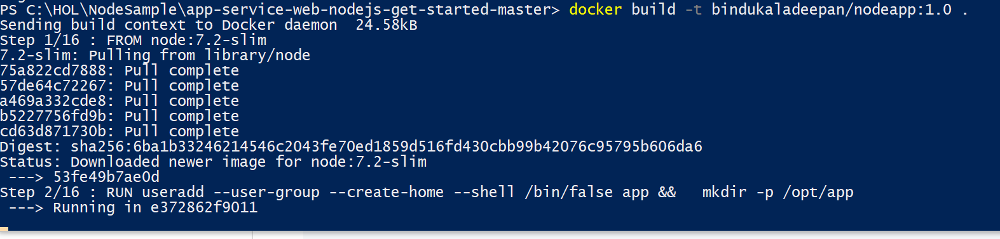 PS C:\HOL\NodeSample\app-service-web-nodejs-get-started-master> docker build -t bindukaladeepan/nodeapp:1.0 .
Sending build context to Docker daemon  24.58kB
Step 1/16 : FROM node:7.2-slim
7.2-slim: Pulling from library/node
75a822cd7888: Pull complete
57de64c72267: Pull complete
a469a332cde8: Pull complete
b5227756fd9b: Pull complete
cd63d871730b: Pull complete
Digest: sha256:6ba1b33246214546c2043fe70ed1859d516fd430cbb99b42076c95795b606da6
Status: Downloaded newer image for node:7.2-slim
 ---> 53fe49b7ae0d
Step 2/16 : RUN useradd --user-group --create-home --shell /bin/false app &&   mkdir -p /opt/app
 ---> Running in e372862f9011